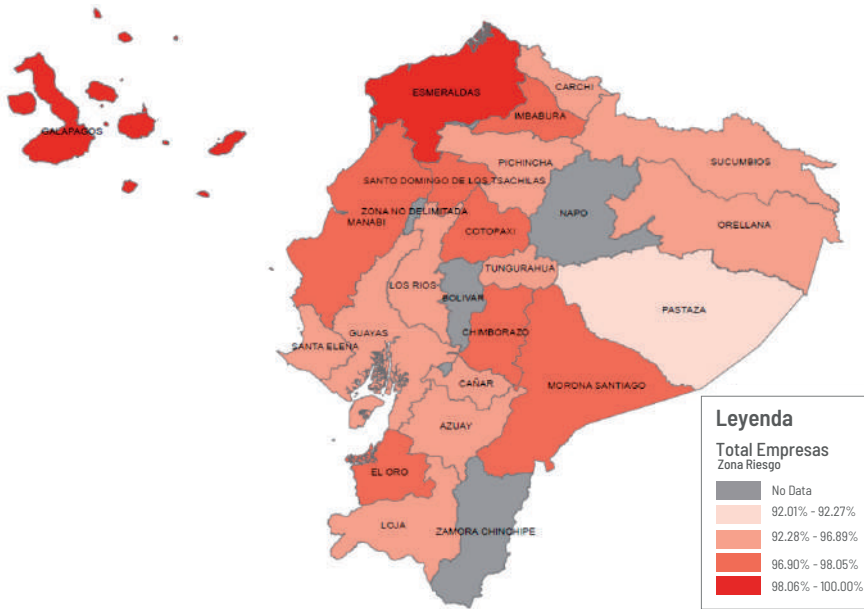 ESMERALDAS
CARCHI
IMBABURA
GALAPAGOS
PICHINCHA
SUCUMBIOS
SANTO DOMINGO DE LOS TSACHILAS
ZONA NO DELIMITADA
NAPO
MANABI
ORELLANA
COTOPAXI
TUNGURAHUA
LOS RIOS
BOLIVAR
PASTAZA
GUAYAS
CHIMBORAZO
SANTA ELENA
CAÑAR
MORONA SANTIAGO
AZUAY
EL ORO
LOJA
ZAMORA CHINCHIPE
Leyenda
Total Empresas
Zona Riesgo
No Data
92.01% - 92.27%
92.28% - 96.89%
96.90% - 98.05%
98.06% - 100.00%